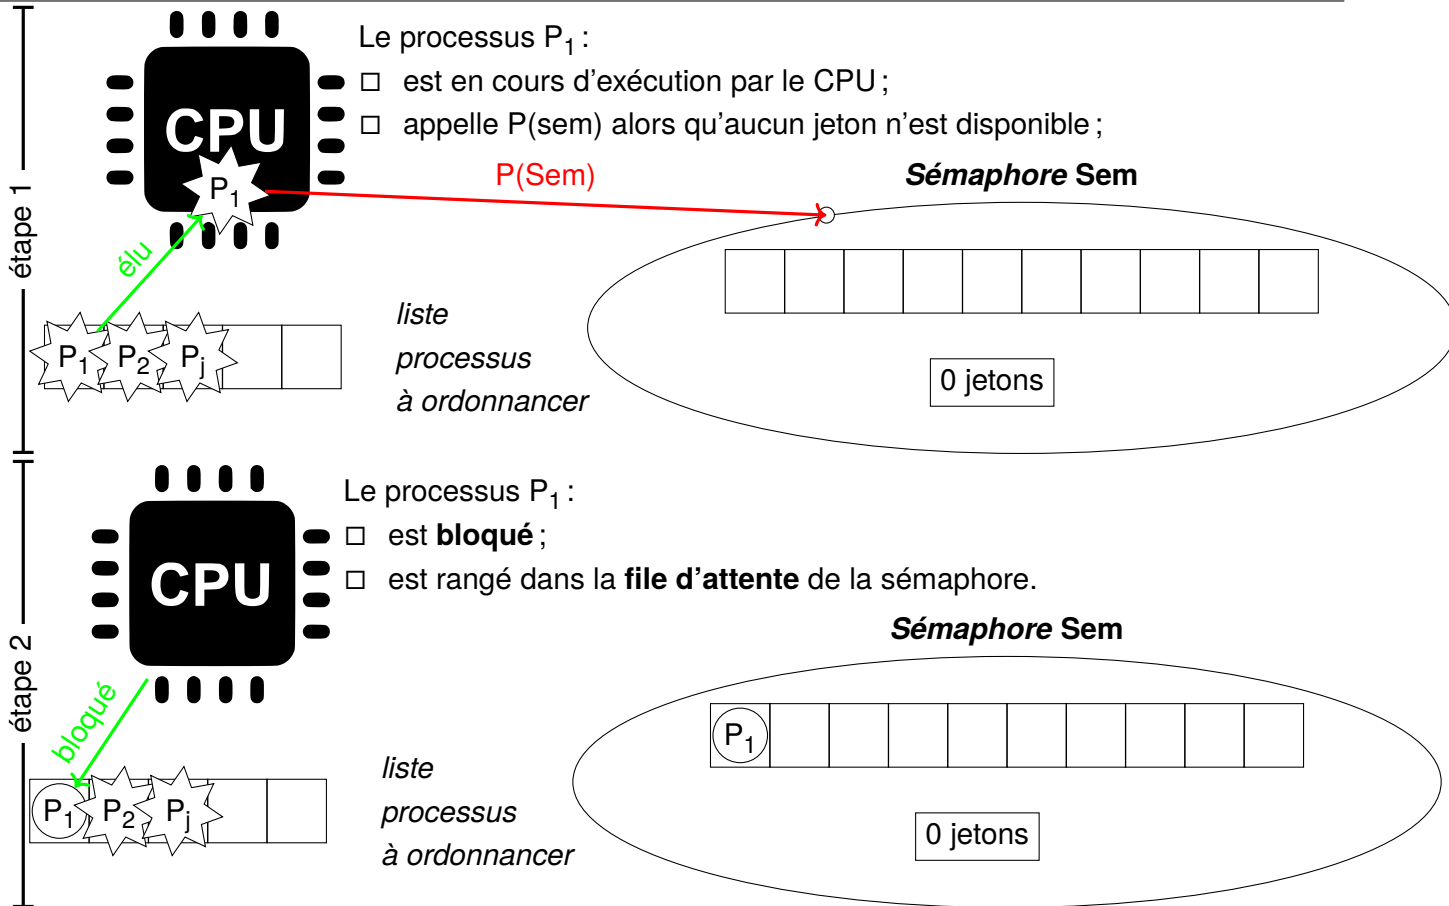 étape 1
CPU
P1
Le processus P1 :
□ est en cours d'exécution par le CPU ;
□ appelle P(sem) alors qu'aucun jeton n'est disponible ;
P(Sem)
Sémaphore Sem
élu
P1 P2 Pj
liste
processus
à ordonnancer
0 jetons
étape 2
CPU
Le processus P1 :
□ est bloqué ;
□ est rangé dans la file d'attente de la sémaphore.
Sémaphore Sem
bloqué
P1 P2 Pj
liste
processus
à ordonnancer
P1
0 jetons